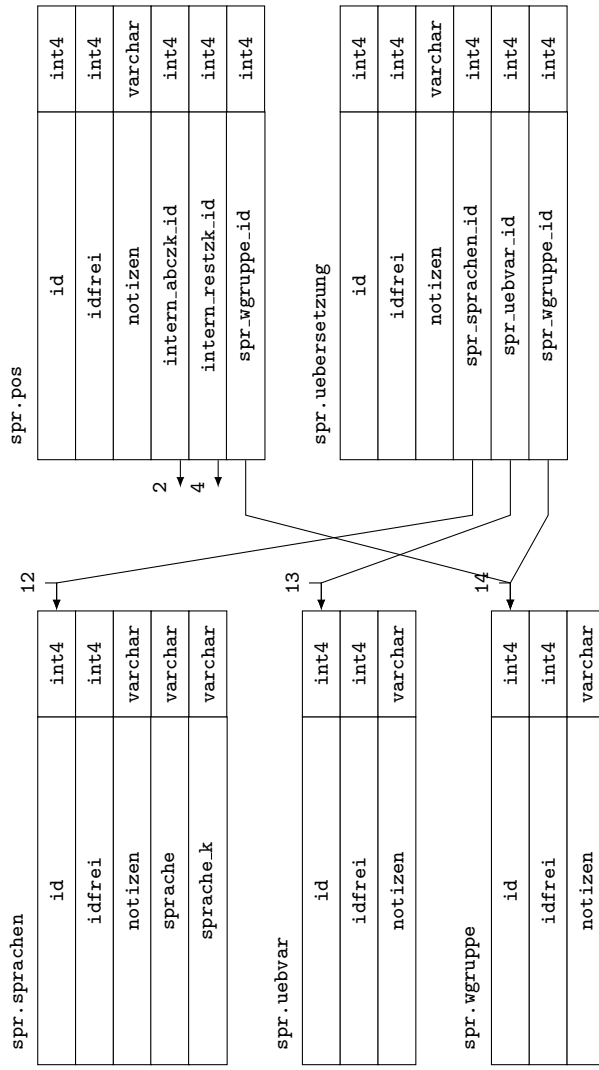 spr.sprachen
id int4
idfrei int4
notizen varchar
sprache varchar
sprache_k varchar
12
spr.uebvar
id int4
idfrei int4
notizen varchar
13
spr.wgruppe
id int4
idfrei int4
notizen varchar
14
spr.pos
id int4
idfrei int4
notizen varchar
intern_abczk_id int4
intern_restzk_id int4
spr_wgruppe_id int4
2
4
spr.uebersetzung
id int4
idfrei int4
notizen varchar
spr_sprachen_id int4
spr_uebvar_id int4
spr_wgruppe_id int4